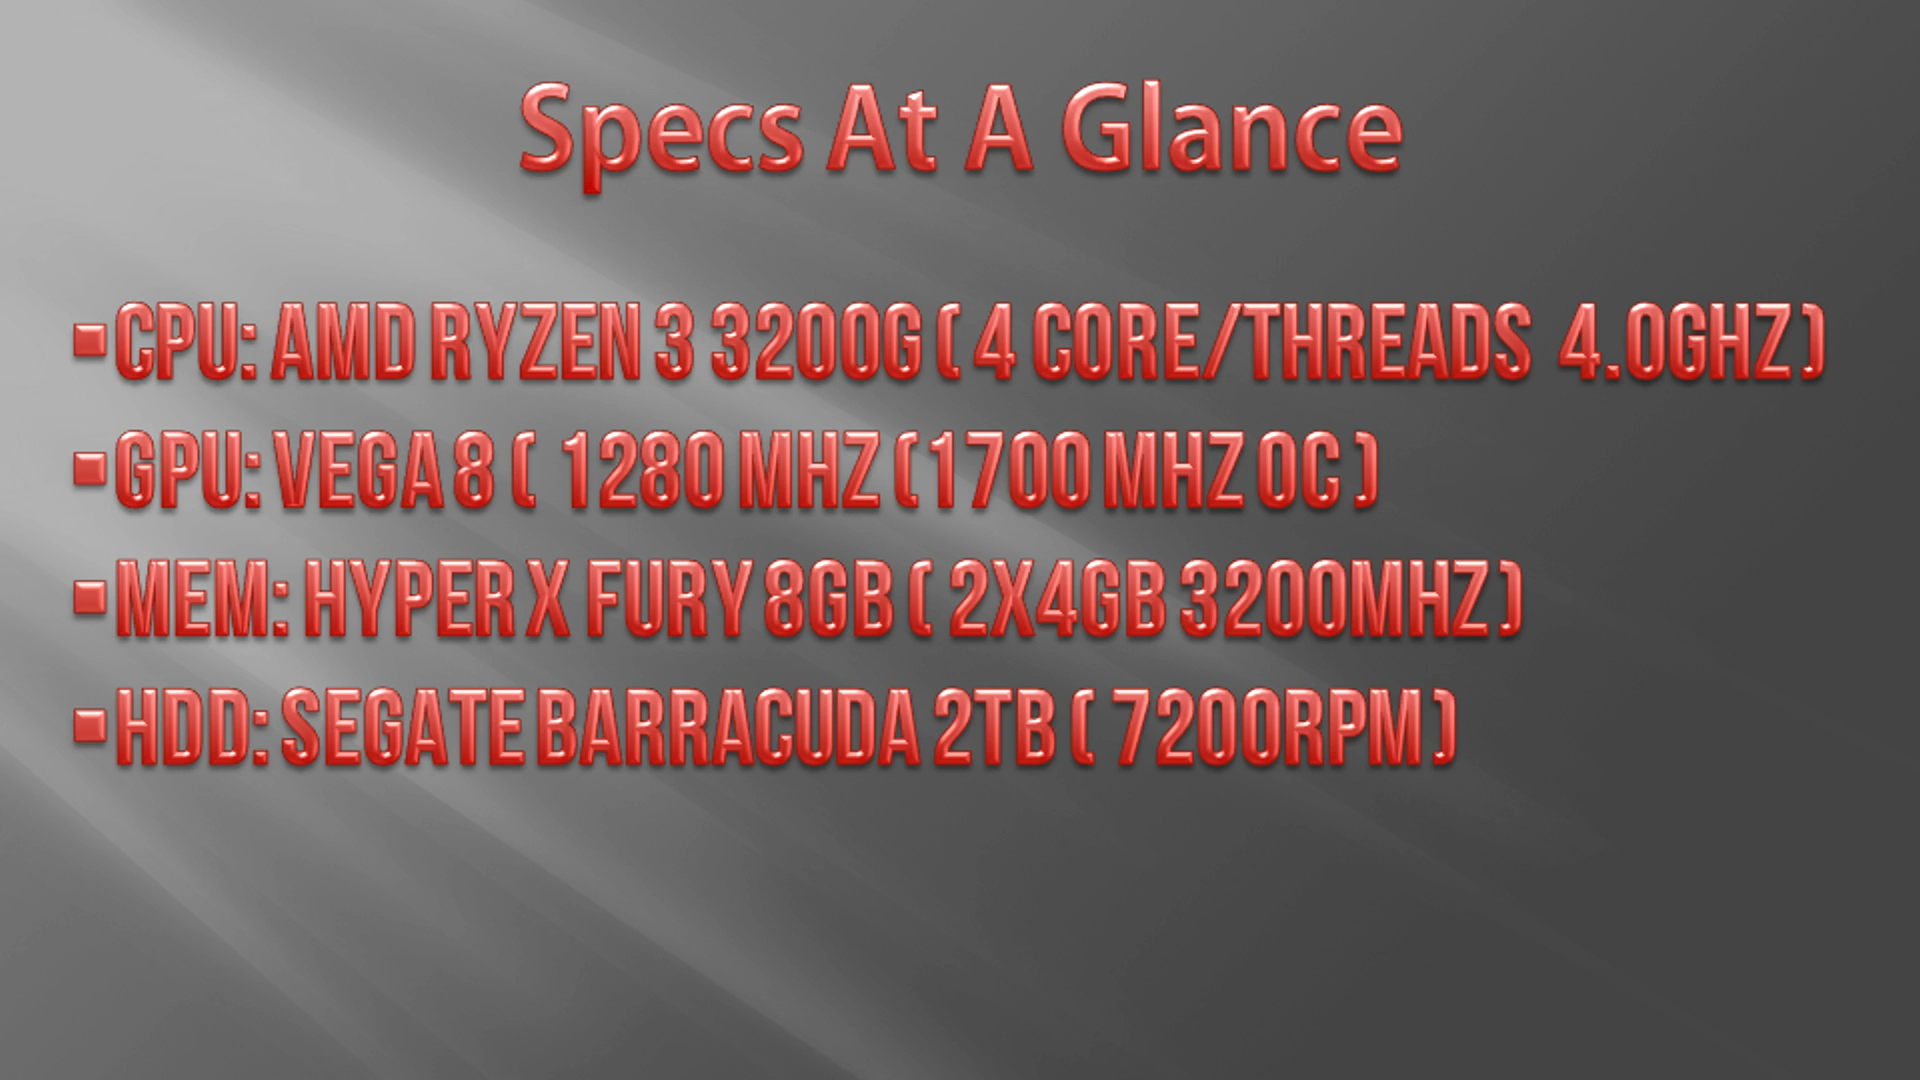 Specs At A Glance
▪CPU: AMD RYZEN 3 3200G ( 4 CORE/THREADS 4.0GHZ )
▪GPU: VEGA 8 ( 1280 MHZ (1700 MHZ OC )
▪MEM: HYPER X FURY 8GB ( 2X4GB 3200MHZ )
▪HDD: SEGATE BARRACUDA 2TB ( 7200RPM )